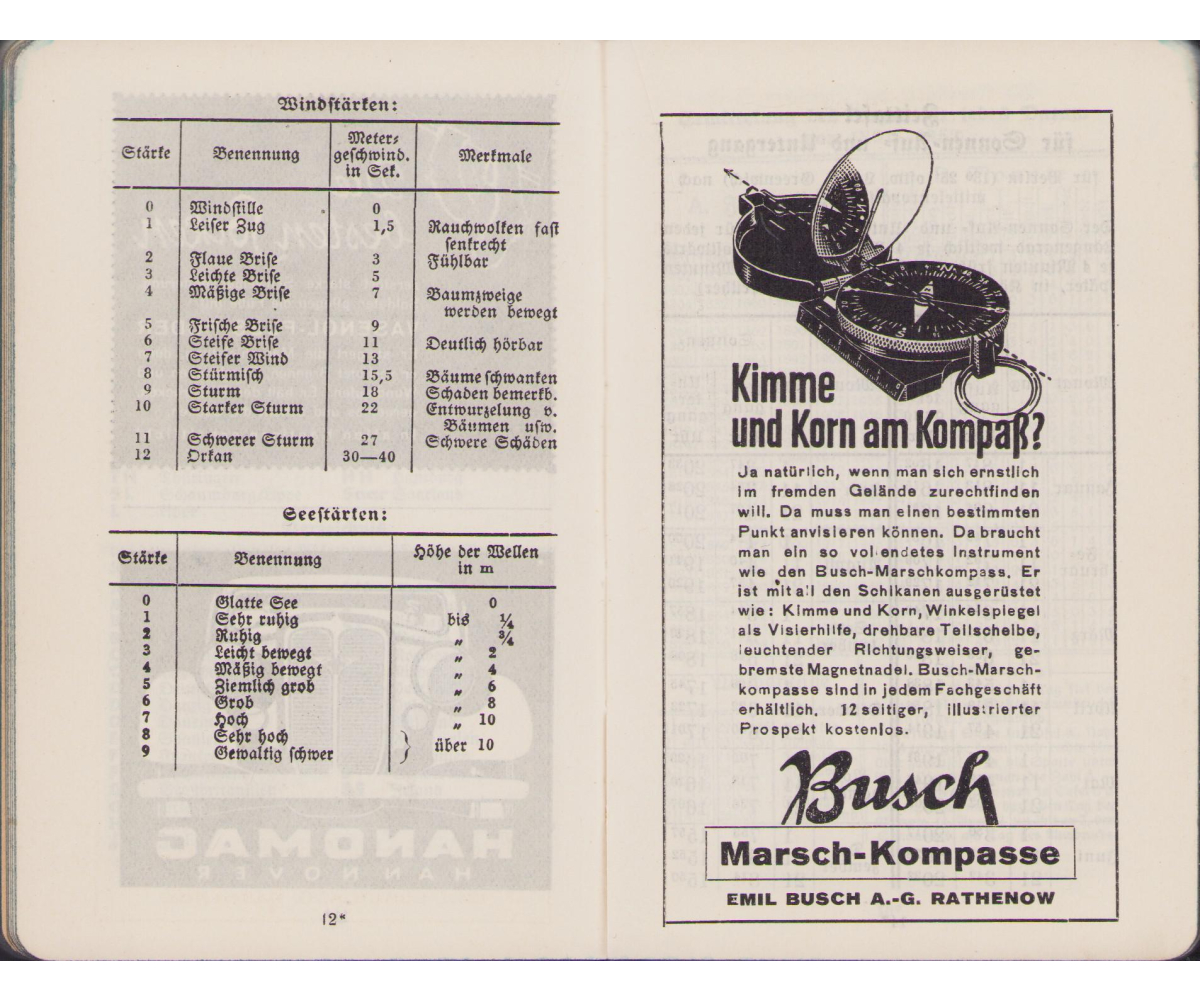 Windstärken:
Stärke Benennung Meter- geschwind. in Sek. Merkmale
0 Windstille 0
1 Leiser Zug 1,5 Rauchwolken fast
senkrecht
2 Flaue Brise 3 Fühlbar
3 Leichte Brise 5
4 Mäßige Brise 7 Baumzweige
werden bewegt
5 Frische Brise 9
6 Steife Brise 11 Deutlich hörbar
7 Steifer Wind 13
8 Stürmisch 15,5 Bäume schwanken
9 Sturm 18 Schaden bemerkb.
10 Starker Sturm 22 Entwurzelung v.
Bäumen usw.
11 Schwerer Sturm 27 Schwere Schäden
12 Orkan 30—40
Seestärken:
Stärke Benennung Höhe der Wellen
in m
0 Glatte See 0
1 Sehr ruhig bis ¼
2 Ruhig „ ¾
3 Leicht bewegt „ 2
4 Mäßig bewegt „ 4
5 Ziemlich grob „ 6
6 Grob „ 8
7 Hoch „ 10
8 Sehr hoch
9 Gewaltig schwer } über 10
12*
Kimme
und Korn am Kompaß?
Ja natürlich, wenn man sich ernstlich
im fremden Gelände zurechtfinden
will. Da muss man einen bestimmten
Punkt anvisieren können. Da braucht
man ein so vollendetes Instrument
wie den Busch-Marschkompass. Er
ist mit all den Schikanen ausgerüstet
wie: Kimme und Korn, Winkelspiegel
als Visierhilfe, drehbare Teilscheibe,
leuchtender Richtungsweiser, ge-
bremste Magnetnadel. Busch-Marsch-
kompasse sind in jedem Fachgeschäft
erhältlich. 12 seitiger, illustrierter
Prospekt kostenlos.
Busch
Marsch-Kompasse
EMIL BUSCH A.-G. RATHENOW